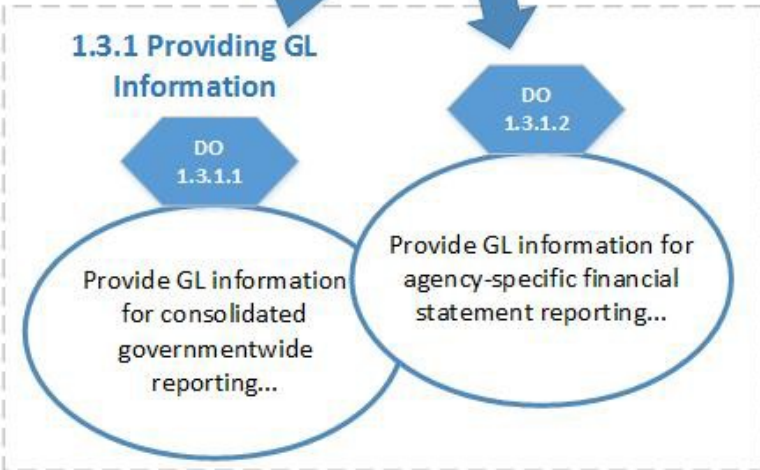 1.3.1 Providing GL
Information
DO
1.3.1.1
Provide GL information
for consolidated
governmentwide
reporting...
DO
1.3.1.2
Provide GL information for
agency-specific financial
statement reporting...